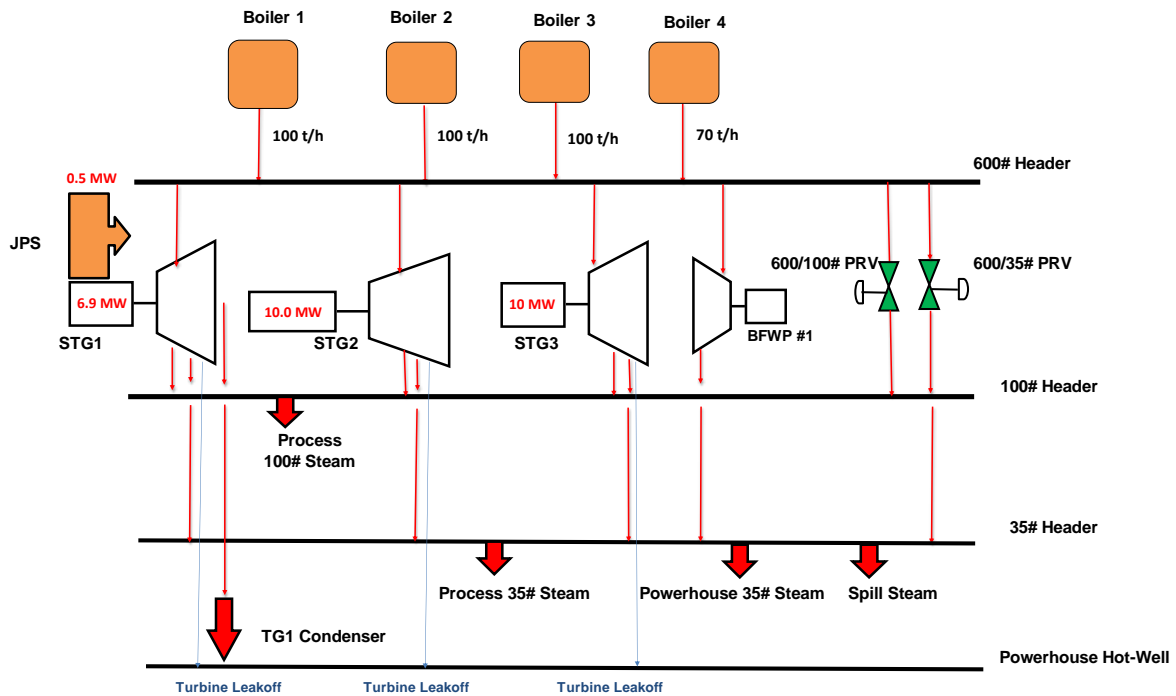 Boiler 1
Boiler 2
Boiler 3
Boiler 4
100 t/h
100 t/h
100 t/h
70 t/h
600# Header
0.5 MW
JPS
600/100# PRV
600/35# PRV
6.9 MW
10.0 MW
10 MW
STG1
STG2
STG3
BFWP #1
100# Header
Process
100# Steam
35# Header
Process 35# Steam
Powerhouse 35# Steam
Spill Steam
TG1 Condenser
Powerhouse Hot-Well
Turbine Leakoff
Turbine Leakoff
Turbine Leakoff